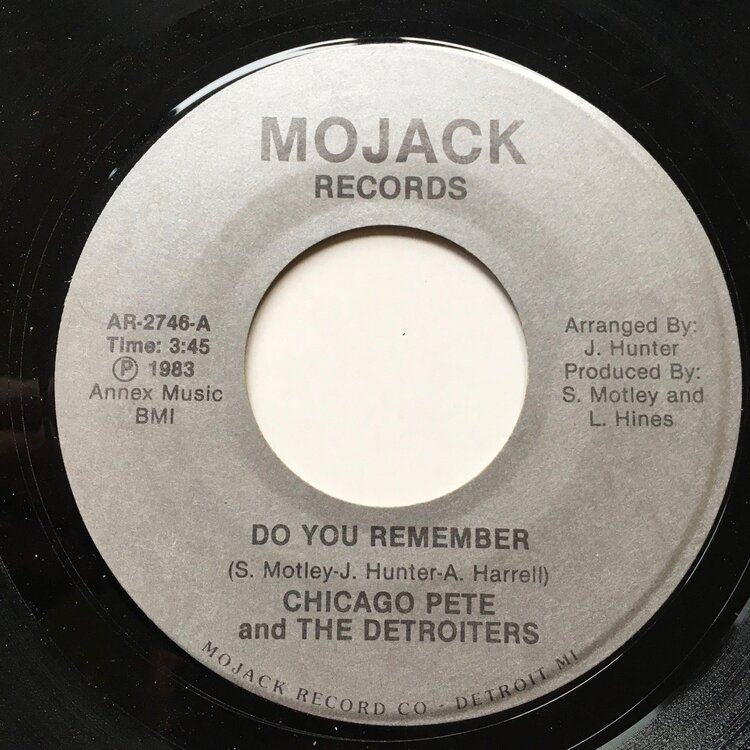 MOJACK
RECORDS
AR-2746-A
Time: 3:45
Ⓟ 1983
Annex Music
BMI
Arranged By:
J. Hunter
Produced By:
S. Motley and
L. Hines
DO YOU REMEMBER
(S. Motley-J. Hunter-A. Harrell)
CHICAGO PETE
and THE DETROITERS
MOJACK RECORD CO - DETROIT MI